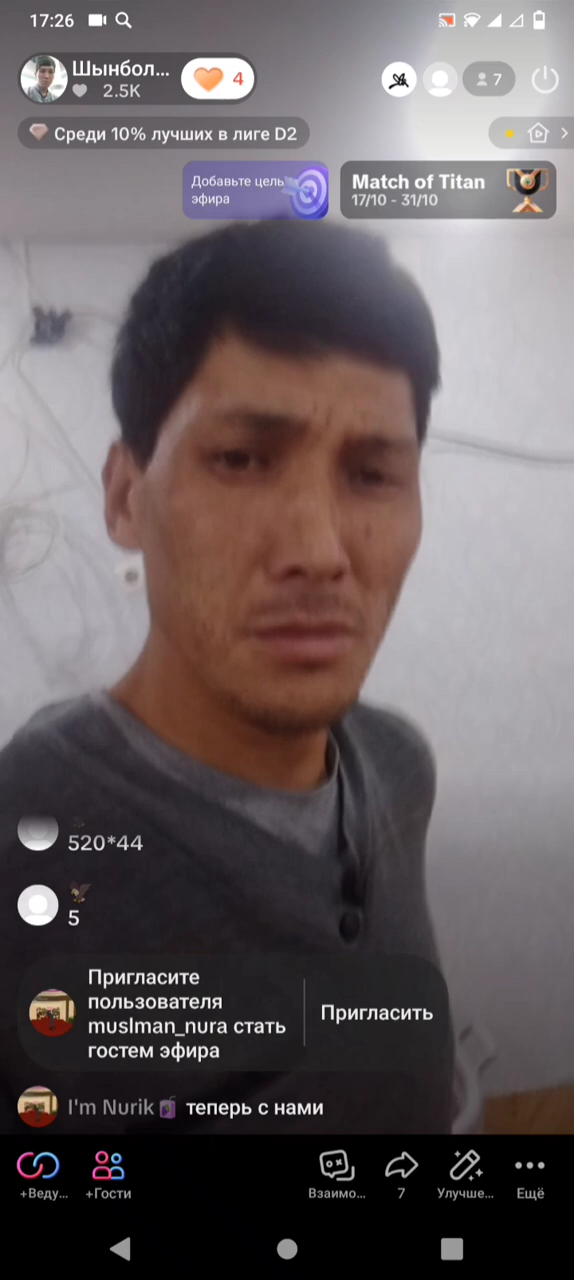 17:26
Шынбол...
2.5K
4
7
Среди 10% лучших в лиге D2
Добавьте цель
эфира
Match of Titan
17/10 - 31/10
520*44
5
Пригласите
пользователя
muslman_nura стать
гостем эфира
Пригласить
I'm Nurik теперь с нами
+Веду...
+Гости
Взаимо...
7
Улучше...
Ещё